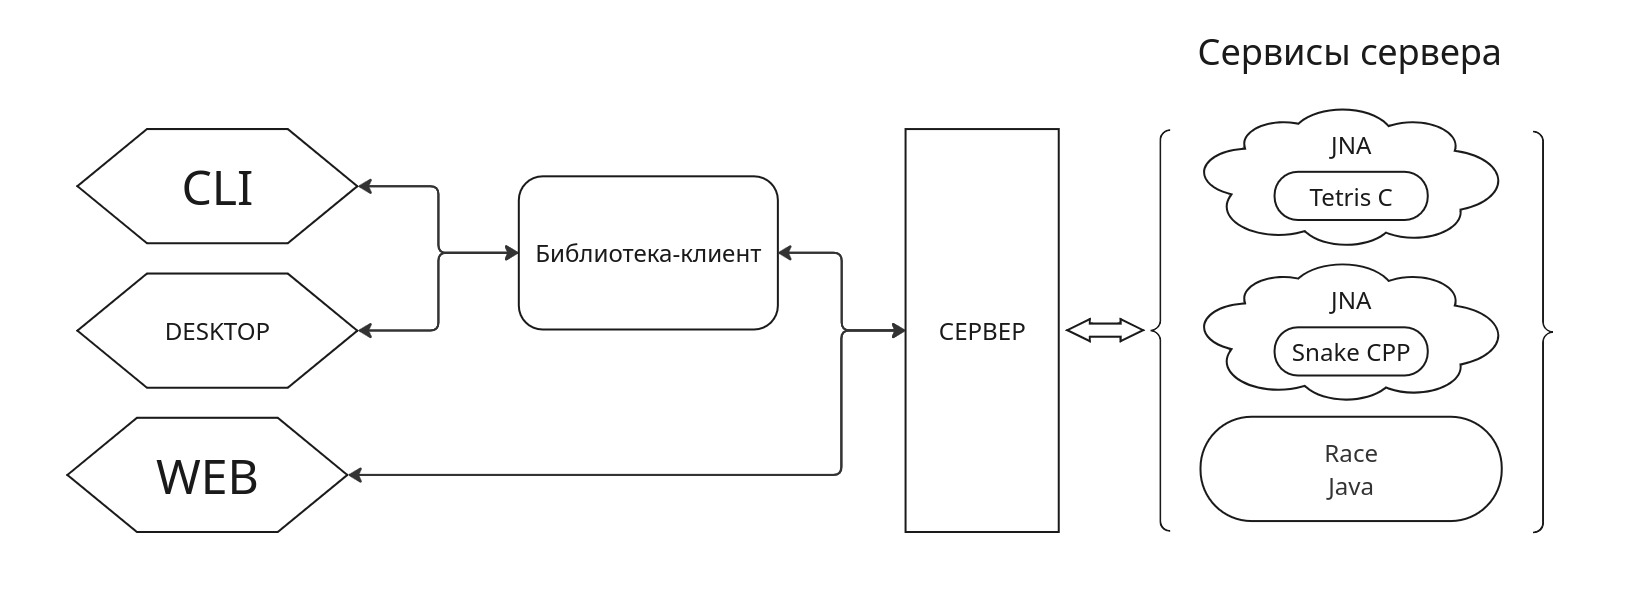 Сервисы сервера
CLI
DESKTOP
WEB
Библиотека-клиент
СЕРВЕР
JNA
Tetris C
JNA
Snake CPP
Race
Java